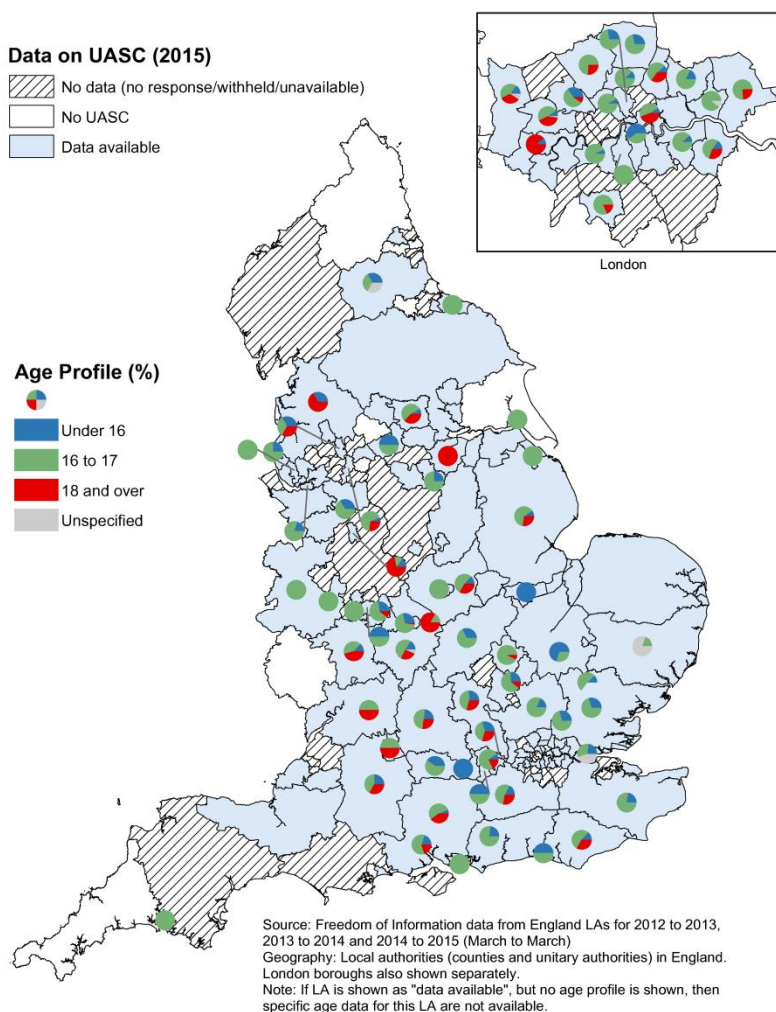 Data on UASC (2015)
No data (no response/withheld/unavailable)
No UASC
Data available
London
Age Profile (%)
Under 16
16 to 17
18 and over
Unspecified
Source: Freedom of Information data from England LAs for 2012 to 2013,
2013 to 2014 and 2014 to 2015 (March to March)
Geography: Local authorities (counties and unitary authorities) in England.
London boroughs also shown separately.
Note: If LA is shown as "data available", but no age profile is shown, then
specific age data for this LA are not available.